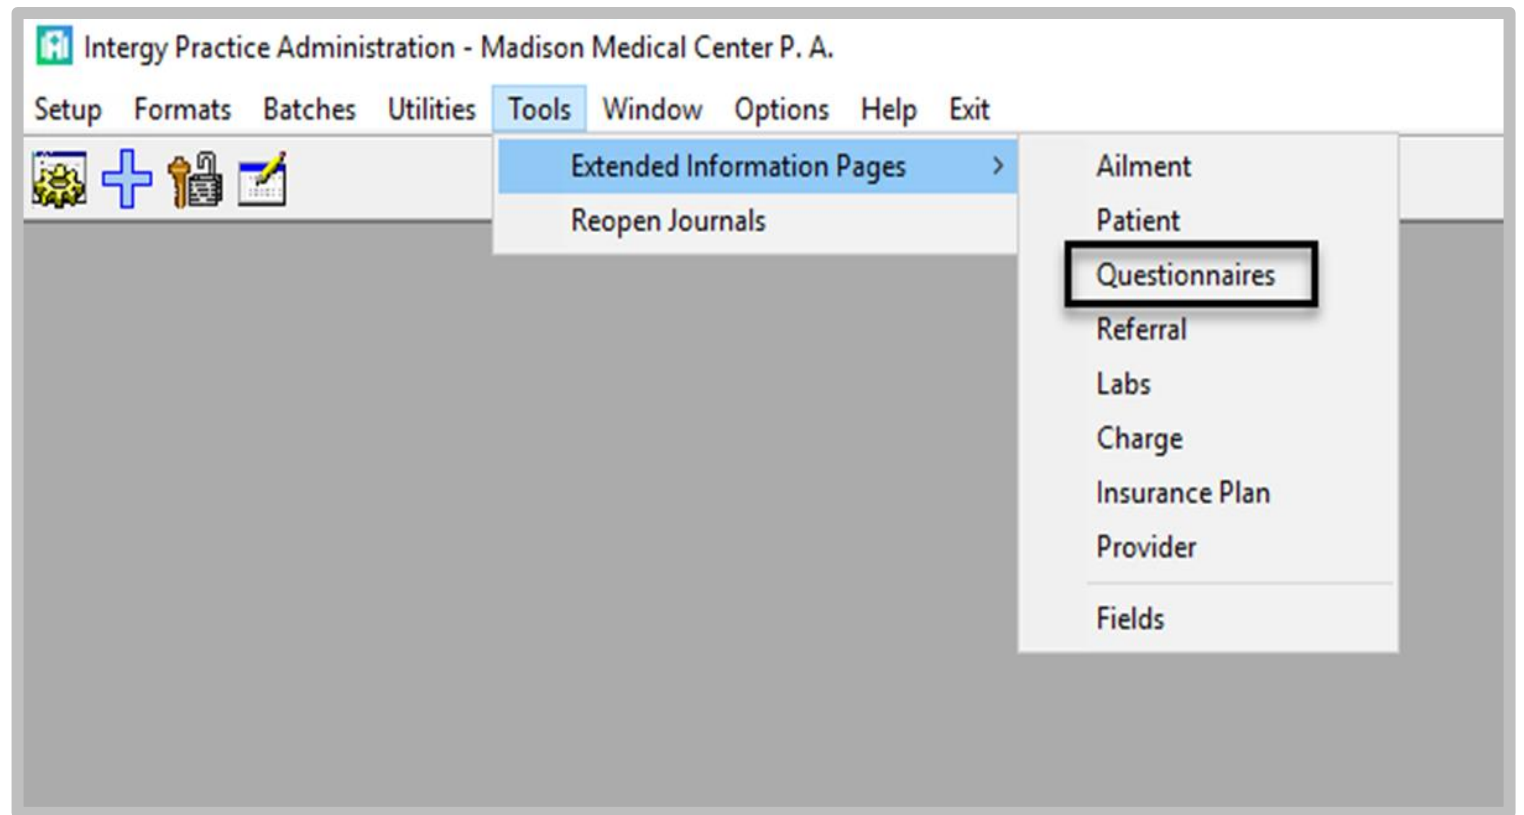 Intergy Practice Administration - Madison Medical Center P. A.
Setup Formats Batches Utilities Tools Window Options Help Exit
Extended Information Pages >
Reopen Journals
Ailment
Patient
Questionnaires
Referral
Labs
Charge
Insurance Plan
Provider
Fields